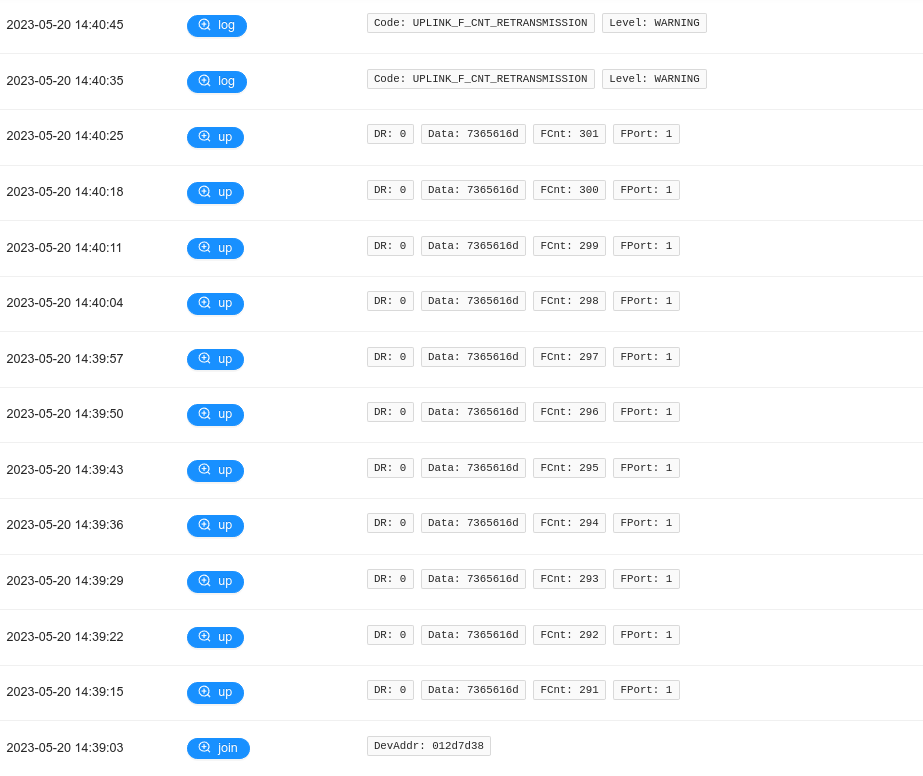 2023-05-20 14:40:45 log Code: UPLINK_F_CNT_RETRANSMISSION Level: WARNING
2023-05-20 14:40:35 log Code: UPLINK_F_CNT_RETRANSMISSION Level: WARNING
2023-05-20 14:40:25 up DR: 0 Data: 7365616d FCnt: 301 FPort: 1
2023-05-20 14:40:18 up DR: 0 Data: 7365616d FCnt: 300 FPort: 1
2023-05-20 14:40:11 up DR: 0 Data: 7365616d FCnt: 299 FPort: 1
2023-05-20 14:40:04 up DR: 0 Data: 7365616d FCnt: 298 FPort: 1
2023-05-20 14:39:57 up DR: 0 Data: 7365616d FCnt: 297 FPort: 1
2023-05-20 14:39:50 up DR: 0 Data: 7365616d FCnt: 296 FPort: 1
2023-05-20 14:39:43 up DR: 0 Data: 7365616d FCnt: 295 FPort: 1
2023-05-20 14:39:36 up DR: 0 Data: 7365616d FCnt: 294 FPort: 1
2023-05-20 14:39:29 up DR: 0 Data: 7365616d FCnt: 293 FPort: 1
2023-05-20 14:39:22 up DR: 0 Data: 7365616d FCnt: 292 FPort: 1
2023-05-20 14:39:15 up DR: 0 Data: 7365616d FCnt: 291 FPort: 1
2023-05-20 14:39:03 join DevAddr: 012d7d38